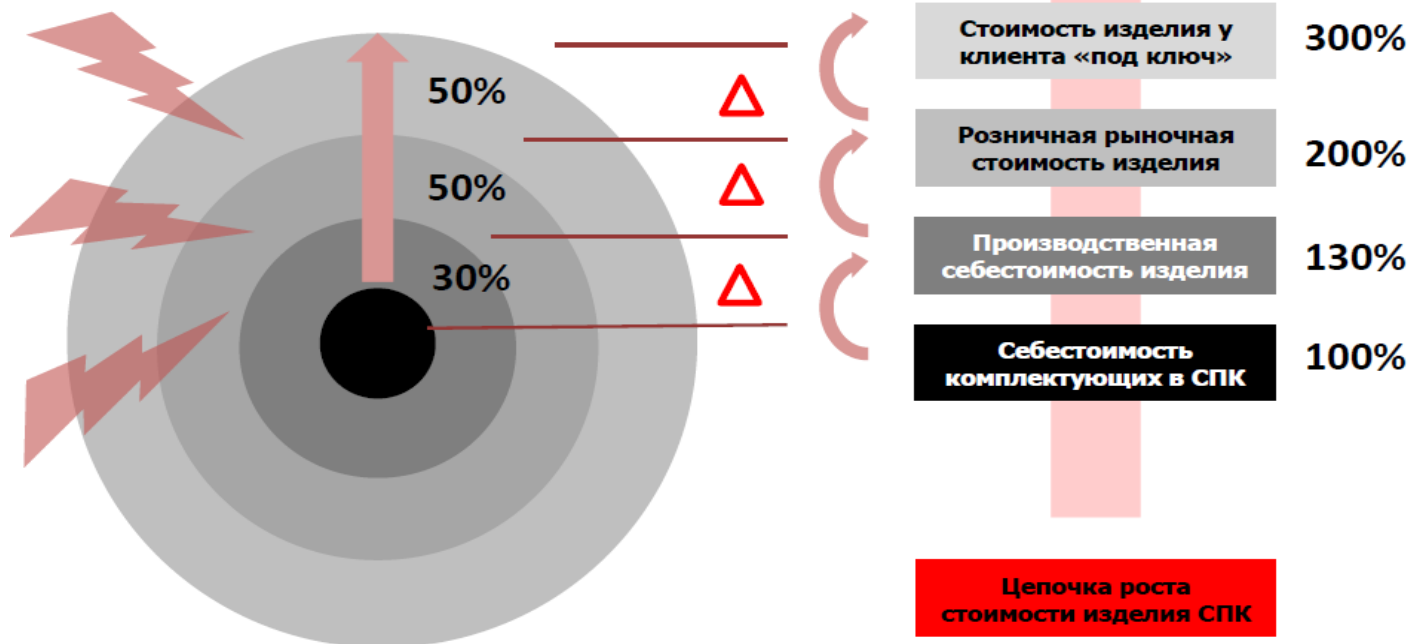 50%
50%
30%
Стоимость изделия у
клиента «под ключ»
300%
Розничная рыночная
стоимость изделия
200%
Производственная
себестоимость изделия
130%
Себестоимость
комплектующих в СПК
100%
Цепочка роста
стоимости изделия СПК